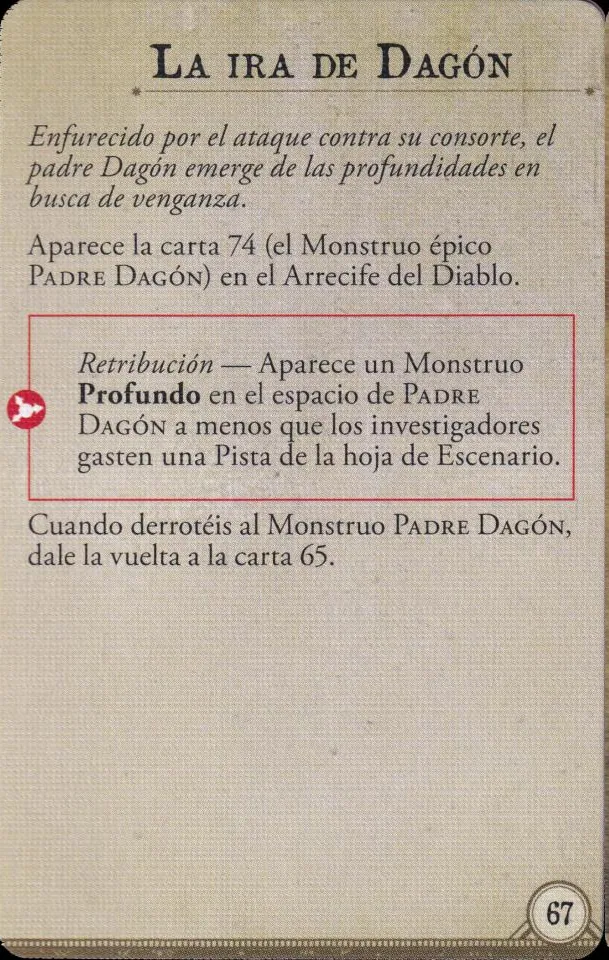 La ira de Dagón
Enfurecido por el ataque contra su consorte, el
padre Dagón emerge de las profundidades en
busca de venganza.
Aparece la carta 74 (el Monstruo épico
Padre Dagón) en el Arrecife del Diablo.
Retribución — Aparece un Monstruo
Profundo en el espacio de Padre
Dagón a menos que los investigadores
gasten una Pista de la hoja de Escenario.
Cuando derrotéis al Monstruo Padre Dagón,
dale la vuelta a la carta 65.
67